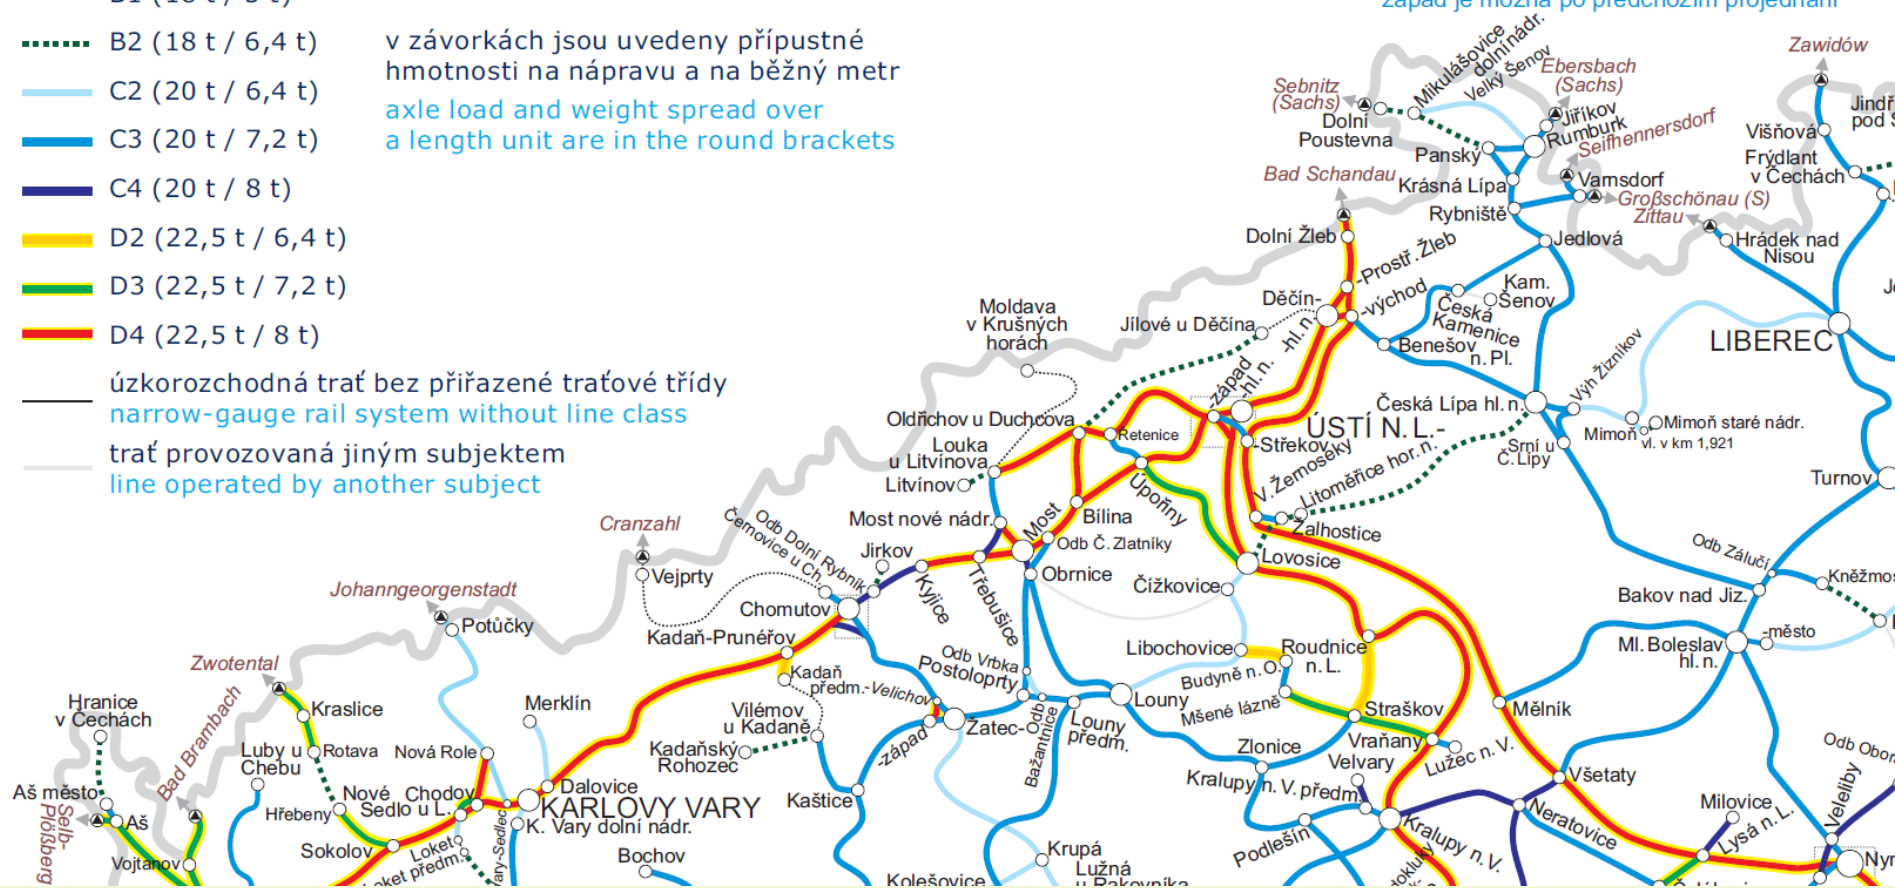 západ je možná po předchozím projednání
B2 (18 t / 6,4 t)
C2 (20 t / 6,4 t)
C3 (20 t / 7,2 t)
C4 (20 t / 8 t)
D2 (22,5 t / 6,4 t)
D3 (22,5 t / 7,2 t)
D4 (22,5 t / 8 t)
v závorkách jsou uvedeny přípustné
hmotnosti na nápravu a na běžný metr
axle load and weight spread over
a length unit are in the round brackets
úzkorozchodná trať bez přiřazené traťové třídy
narrow-gauge rail system without line class
trať provozovaná jiným subjektem
line operated by another subject
Mikulášovice
dolní nádr.
Velký Šenov
Sebnitz
(Sachs)
Dolní
Poustevna
Ebersbach
(Sachs)
Jiříkov
Rumburk
Seifhennersdorf
Panský
Krásná Lípa
Varnsdorf
Großschönau (S)
Rybniště
Zittau
Jedlová
Hrádek nad
Nisou
Zawidów
Višňová
Frýdlant
v Čechách
Bad Schandau
Dolní Žleb
-Prostř. Žleb
Děčín-
-východ
-hl. n.
Jílové u Děčína
Česká
Kamenice
Kam.
Šenov
Benešov
n. Pl.
LIBEREC
Moldava
v Krušných
horách
-západ
-hl. n.
ÚSTÍ N. L.-
-Střekov
Česká Lípa hl. n.
Výh Žízníkov
Mimoň
Mimoň staré nádr.
vl. v km 1,921
Srní u
Č. Lípy
Turnov
Oldřichov u Duchcova
Retenice
Louka
u Litvínova
Litvínov
Úpořiny
V. Žernoseky
Litoměřice hor. n.
Žalhostice
Most nové nádr.
Most
Bílina
Odb Č. Zlatníky
Obrnice
Lovosice
Čížkovice
Cranzahl
Vejprty
Odb Dolní Rybník
Černovice u Ch.
Jirkov
Kyjice
Třebušice
Chomutov
Kadaň-Prunéřov
Kadaň
předm.
-Velichov
Vilémov
u Kadaně
Kadaňský
Rohozec
Odb Vrbka
Postoloprty
Žatec-
-západ
Odb
Bažantnice
Louny
předm.
Louny
Kaštice
Libochovice
Budyně n. O.
Roudnice
n. L.
Mšené lázně
Straškov
Vraňany
Lužec n. V.
Zlonice
Velvary
Kralupy n. V. předm.
Kralupy n. V.
Podlešín
Mělník
Všetaty
Neratovice
Milovice
Lysá n. L.
Veleliby
Odb Zálučí
Bakov nad Jiz.
Ml. Boleslav
hl. n.
-město
Johanngeorgenstadt
Potůčky
Zwotental
Kraslice
Rotava
Hřebeny
Sokolov
Hranice
v Čechách
Bad Brambach
Luby u
Chebu
Aš město
Aš
Selb-
Plößberg
Vojtanov
Merklín
Nová Role
Nové
Sedlo u L.
Chodov
Dalovice
KARLOVY VARY
K. Vary dolní nádr.
Loket
předm.
Loket předm.
Bochov
Kolešovice
Krupá
Lužná
u Rakovníka